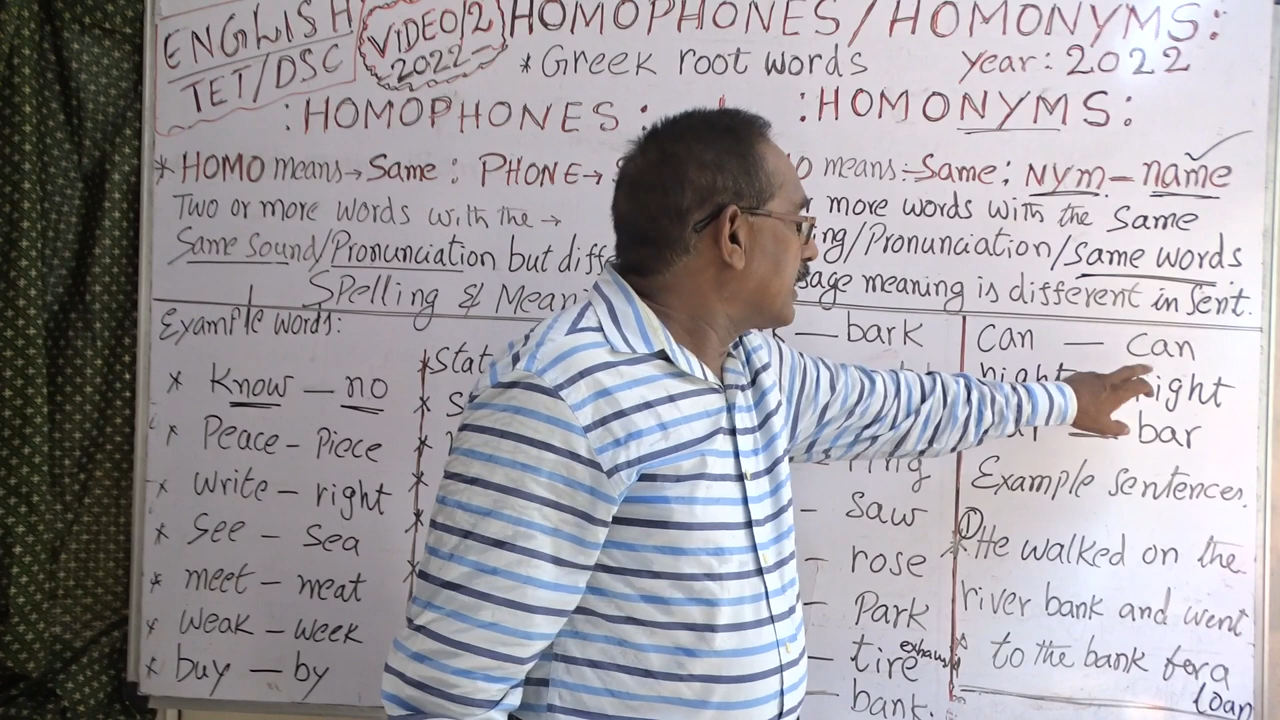 ENGLISH
TET/DSC
VIDEO/2
2022
HOMOPHONES/HOMONYMS:
*Greek root words year: 2022
:HOMOPHONES: :HOMONYMS:
* HOMO means→Same: PHONE→
means:-Same: NYM-name
Two or more words with the→
more words with the Same
Same sound/Pronunciation but
/Pronunciation/same words
Spelling & meaning is different in Sent.
Example words:
* Know - no
* Peace - Piece
* write - right
* See - Sea
* meet - meat
* weak - week
* buy - by
- bark
- Saw
- rose
- Park
- tire exhaust
- bank.
Can - Can
bar
Example sentences.
① He walked on the
river bank and went
to the bank for a
loan